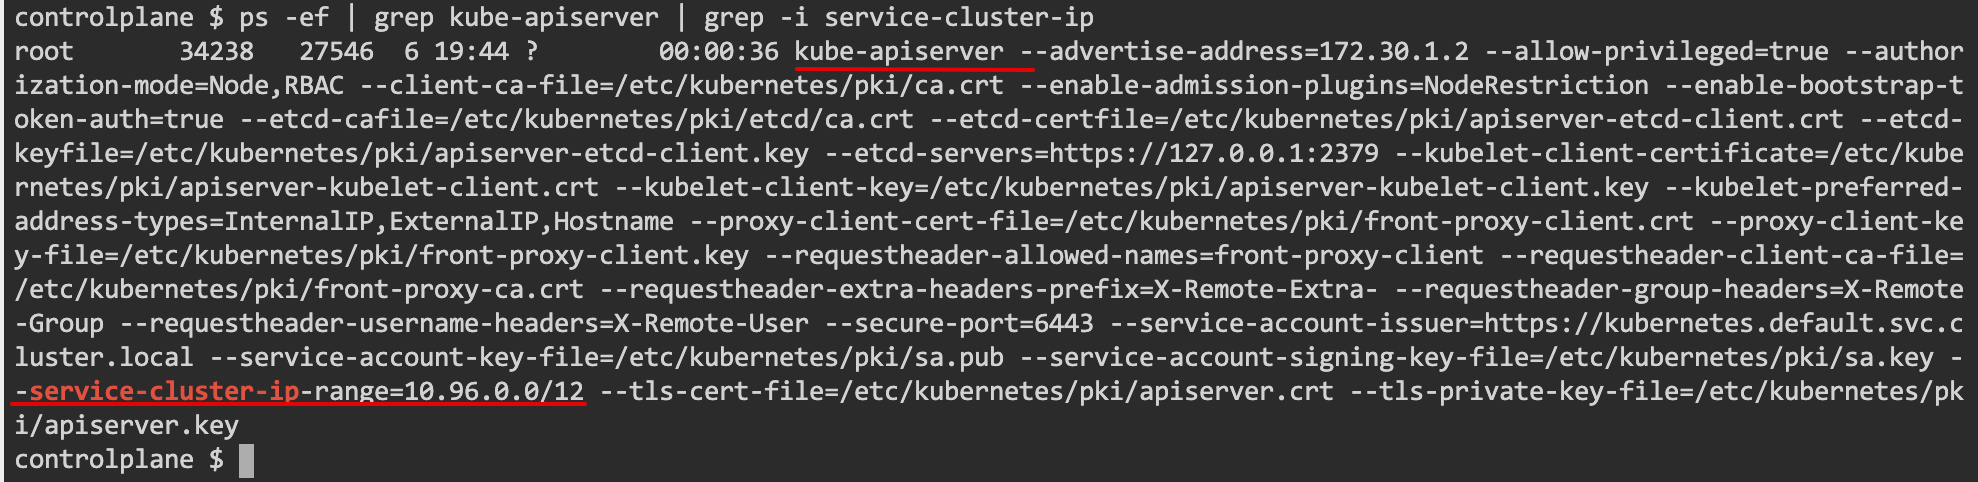 controlplane $ ps -ef | grep kube-apiserver | grep -i service-cluster-ip
root       34238   27546  6 19:44 ?        00:00:36 kube-apiserver --advertise-address=172.30.1.2 --allow-privileged=true --author
ization-mode=Node,RBAC --client-ca-file=/etc/kubernetes/pki/ca.crt --enable-admission-plugins=NodeRestriction --enable-bootstrap-t
oken-auth=true --etcd-cafile=/etc/kubernetes/pki/etcd/ca.crt --etcd-certfile=/etc/kubernetes/pki/apiserver-etcd-client.crt --etcd-
keyfile=/etc/kubernetes/pki/apiserver-etcd-client.key --etcd-servers=https://127.0.0.1:2379 --kubelet-client-certificate=/etc/kube
rnetes/pki/apiserver-kubelet-client.crt --kubelet-client-key=/etc/kubernetes/pki/apiserver-kubelet-client.key --kubelet-preferred-
address-types=InternalIP,ExternalIP,Hostname --proxy-client-cert-file=/etc/kubernetes/pki/front-proxy-client.crt --proxy-client-ke
y-file=/etc/kubernetes/pki/front-proxy-client.key --requestheader-allowed-names=front-proxy-client --requestheader-client-ca-file=
/etc/kubernetes/pki/front-proxy-ca.crt --requestheader-extra-headers-prefix=X-Remote-Extra- --requestheader-group-headers=X-Remote
-Group --requestheader-username-headers=X-Remote-User --secure-port=6443 --service-account-issuer=https://kubernetes.default.svc.c
luster.local --service-account-key-file=/etc/kubernetes/pki/sa.pub --service-account-signing-key-file=/etc/kubernetes/pki/sa.key -
-service-cluster-ip-range=10.96.0.0/12 --tls-cert-file=/etc/kubernetes/pki/apiserver.crt --tls-private-key-file=/etc/kubernetes/pk
i/apiserver.key
controlplane $